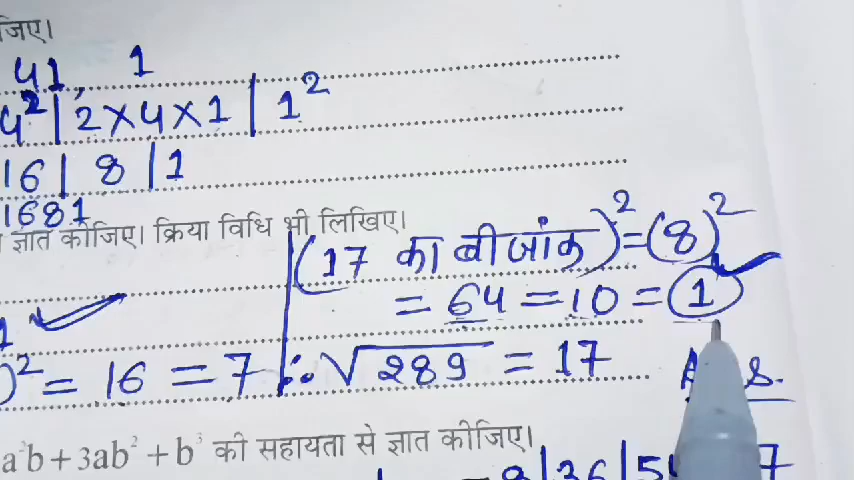 जिए।
41, 1
4² | 2×4×1 | 1²
16 | 8 | 1
1681
ज्ञात कीजिए। क्रिया विधि भी लिखिए।
(17 का बीजांक)² = (8)²
= 64 = 10 = 1
)² = 16 = 7
∴ √289 = 17
a²b + 3ab² + b³ की सहायता से ज्ञात कीजिए।